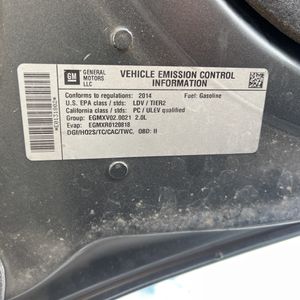 GM
GENERAL
MOTORS
LLC
VEHICLE EMISSION CONTROL
INFORMATION
Conforms to regulations: 2014 Fuel: Gasoline
U.S. EPA class / stds: LDV / TIER2
California class / stds: PC / ULEV qualified
Group: EGMXV02.0021 2.0L
Evap: EGMXR0120818
DGI/HO2S/TC/CAC/TWC, OBD: II